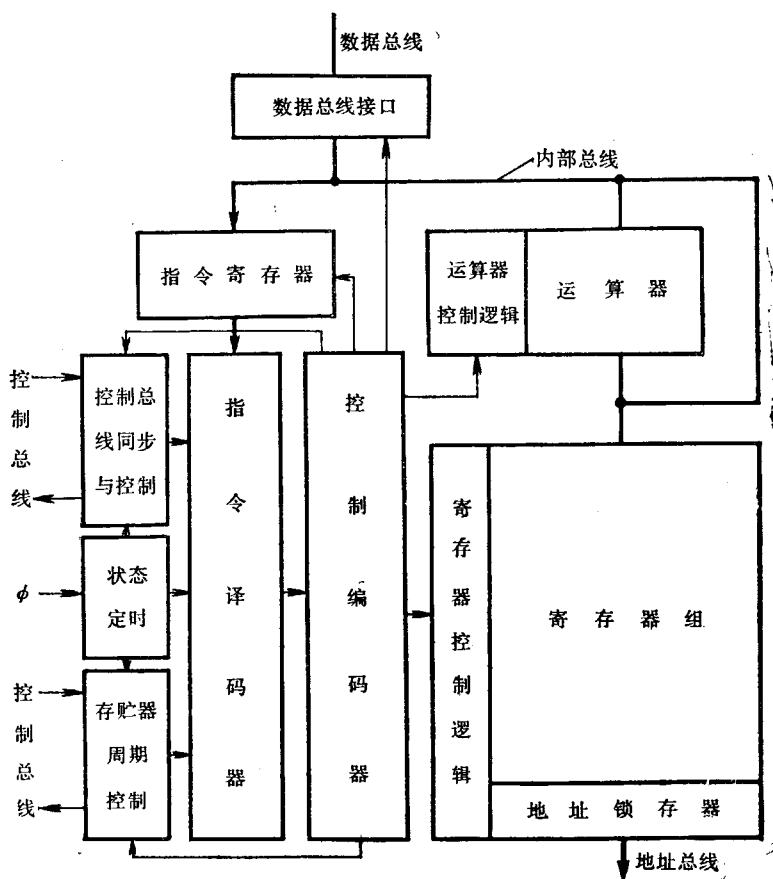 数据总线
数据总线接口
内部总线
指令寄存器
运算器
控制逻辑
运算器
控制总线
控制总
线同步
与控制
指令译码器
控制编码器
φ
状态
定时
寄存器控制逻辑
寄存器组
控制总线
存贮器
周期
控制
地址锁存器
地址总线